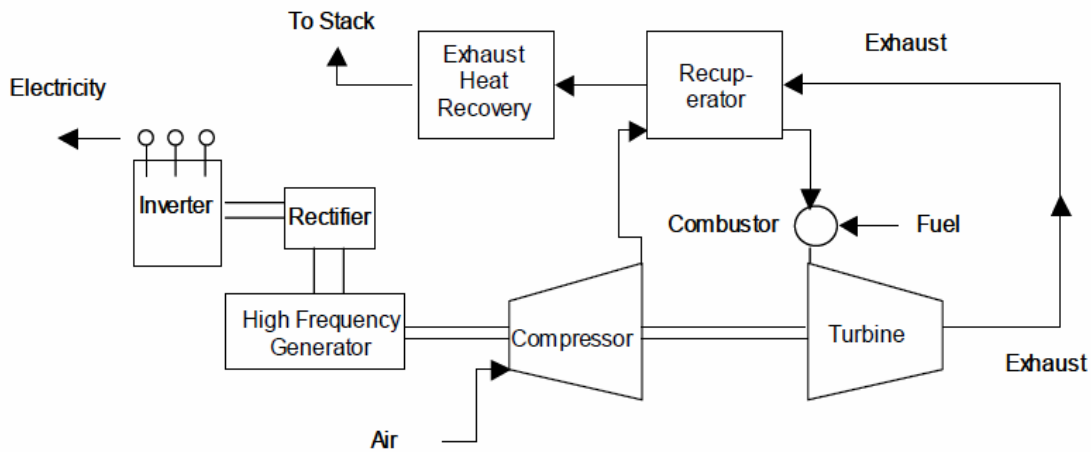 To Stack
Exhaust
Heat
Recovery
Recup-
erator
Exhaust
Electricity
Inverter
Rectifier
Combustor
Fuel
High Frequency
Generator
Compressor
Turbine
Exhaust
Air